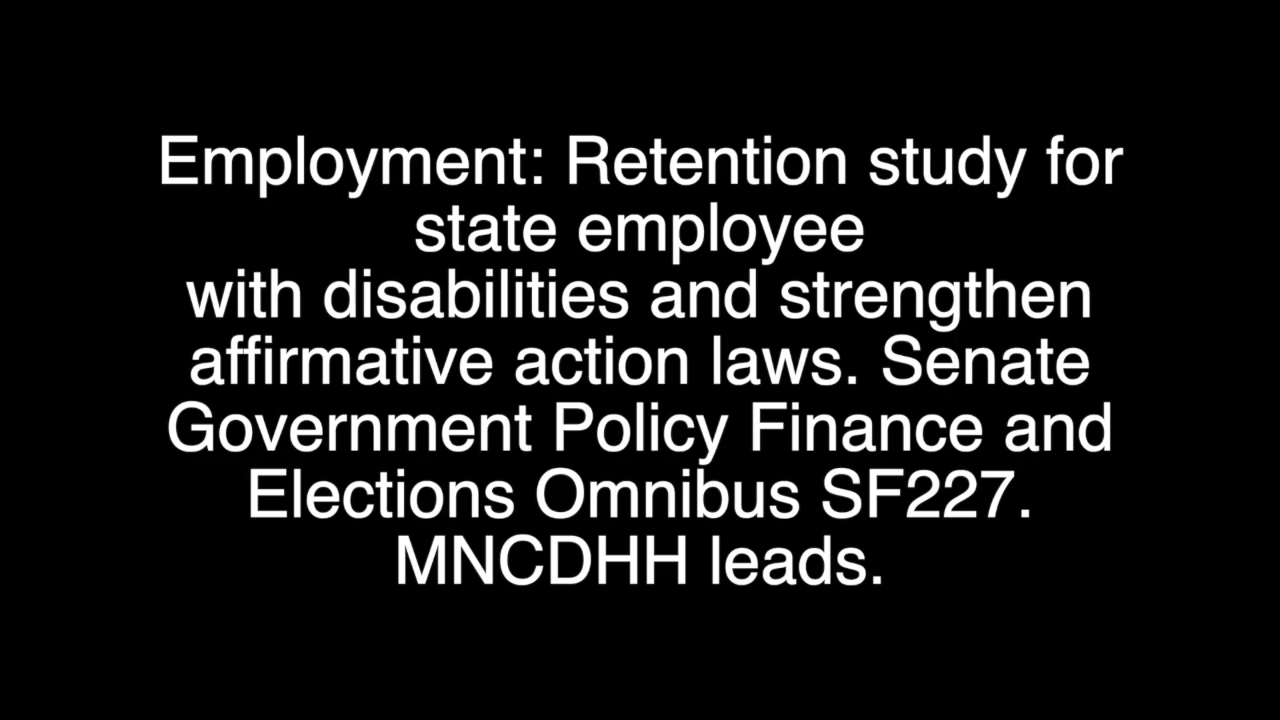 Employment: Retention study for
state employee
with disabilities and strengthen
affirmative action laws. Senate
Government Policy Finance and
Elections Omnibus SF227.
MNCDHH leads.